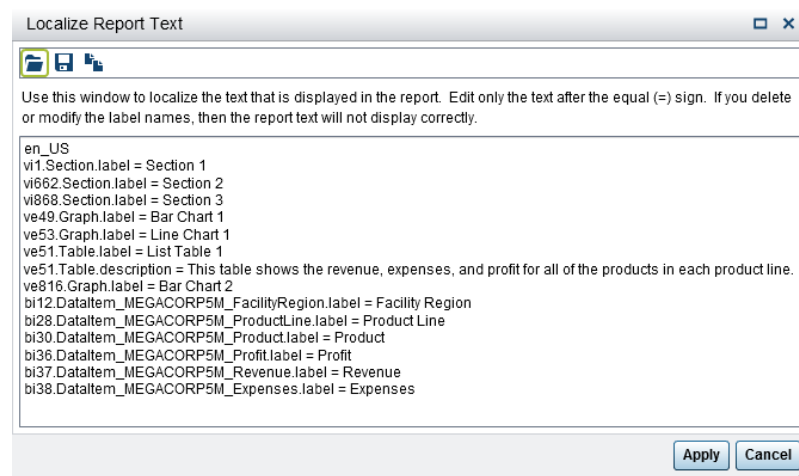 Localize Report Text
Use this window to localize the text that is displayed in the report. Edit only the text after the equal (=) sign. If you delete
or modify the label names, then the report text will not display correctly.
en_US
vi1.Section.label = Section 1
vi662.Section.label = Section 2
vi868.Section.label = Section 3
ve49.Graph.label = Bar Chart 1
ve53.Graph.label = Line Chart 1
ve51.Table.label = List Table 1
ve51.Table.description = This table shows the revenue, expenses, and profit for all of the products in each product line.
ve816.Graph.label = Bar Chart 2
bi12.DataItem_MEGACORP5M_FacilityRegion.label = Facility Region
bi28.DataItem_MEGACORP5M_ProductLine.label = Product Line
bi30.DataItem_MEGACORP5M_Product.label = Product
bi36.DataItem_MEGACORP5M_Profit.label = Profit
bi37.DataItem_MEGACORP5M_Revenue.label = Revenue
bi38.DataItem_MEGACORP5M_Expenses.label = Expenses
Apply Cancel